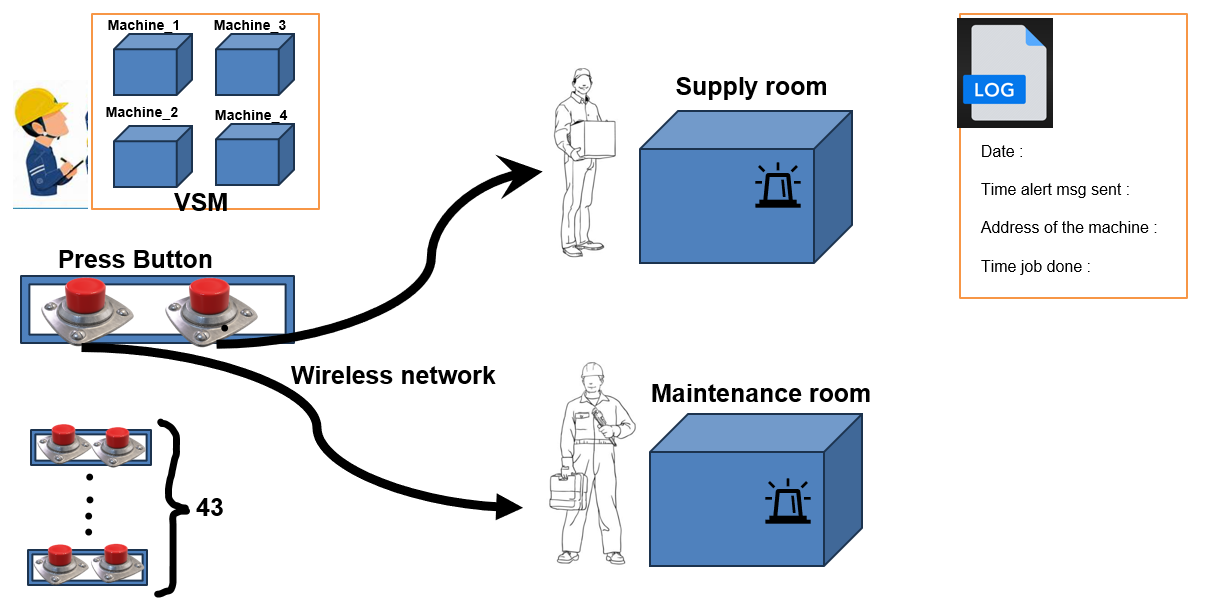 Machine_1
Machine_3
Machine_2
Machine_4
VSM
Press Button
Wireless network
43
Supply room
Maintenance room
LOG
Date :
Time alert msg sent :
Address of the machine :
Time job done :